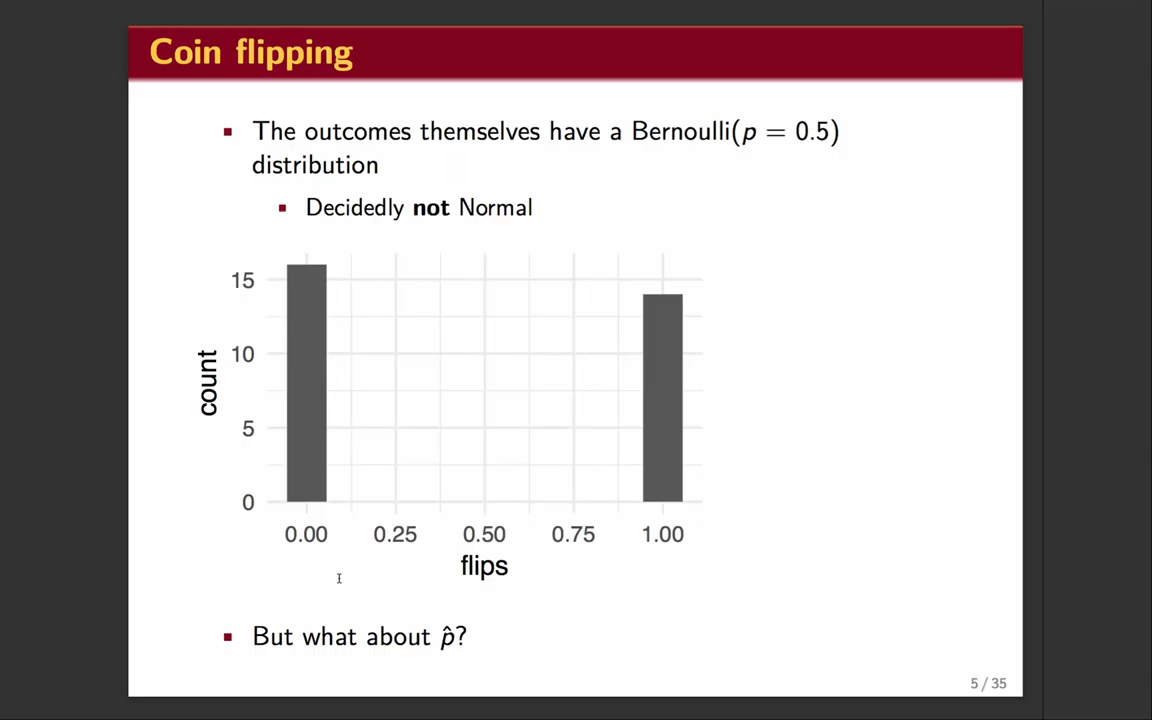 Coin flipping
▪ The outcomes themselves have a Bernoulli(p = 0.5)
distribution
▪ Decidedly not Normal
15
10
5
0
count
0.00 0.25 0.50 0.75 1.00
flips
▪ But what about p̂?
5 / 35